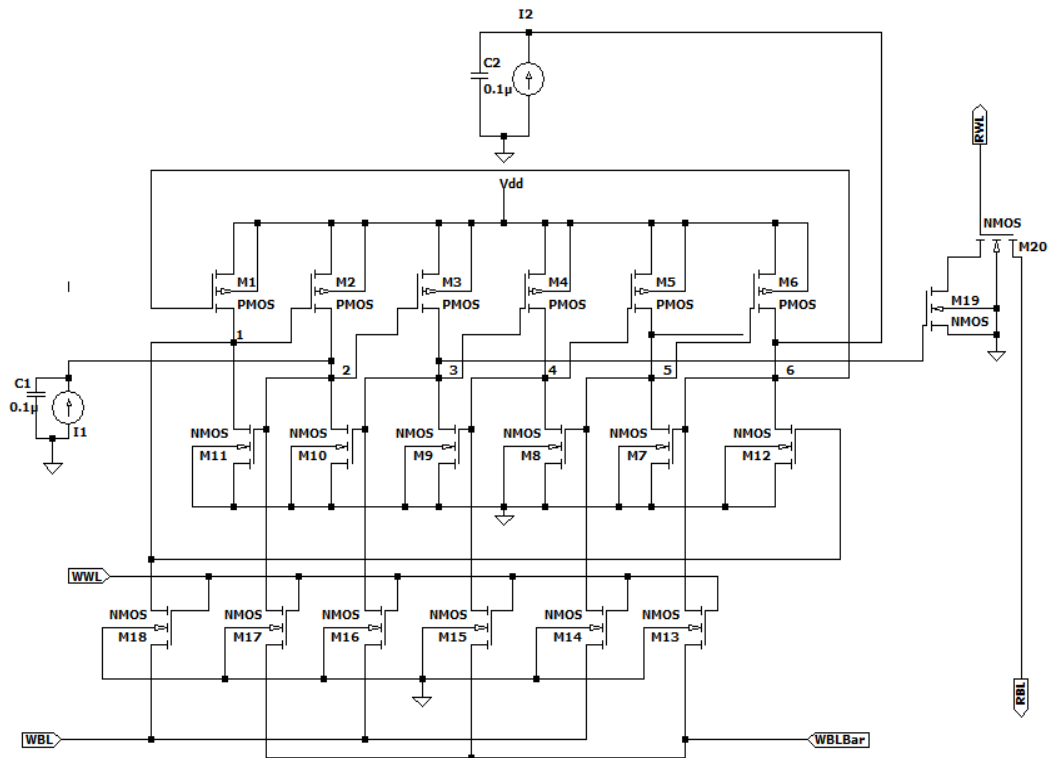 I2
C2
0.1µ
RWL
Vdd
NMOS
M20
M1
M2
M3
M4
M5
M6
PMOS
PMOS
PMOS
PMOS
PMOS
PMOS
M19
NMOS
1
2
3
4
5
6
C1
0.1µ
I1
NMOS
NMOS
NMOS
NMOS
NMOS
NMOS
M11
M10
M9
M8
M7
M12
WWL
NMOS
NMOS
NMOS
NMOS
NMOS
NMOS
M18
M17
M16
M15
M14
M13
RBL
WBL
WBLBar